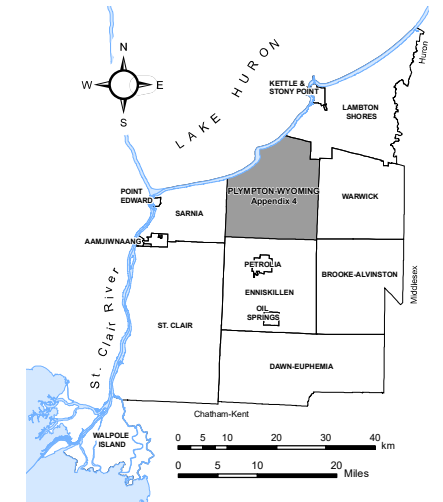 N
W
E
S
LAKE HURON
Huron
KETTLE &
STONY POINT
LAMBTON
SHORES
POINT
EDWARD
SARNIA
PLYMPTON-WYOMING
Appendix 4
WARWICK
AAMJIWNAANG
PETROLIA
BROOKE-ALVINSTON
ENNISKILLEN
Middlesex
St. Clair River
OIL
SPRINGS
ST. CLAIR
DAWN-EUPHEMIA
Chatham-Kent
WALPOLE
ISLAND
0 5 10 20 30 40
km
0 5 10 20
Miles